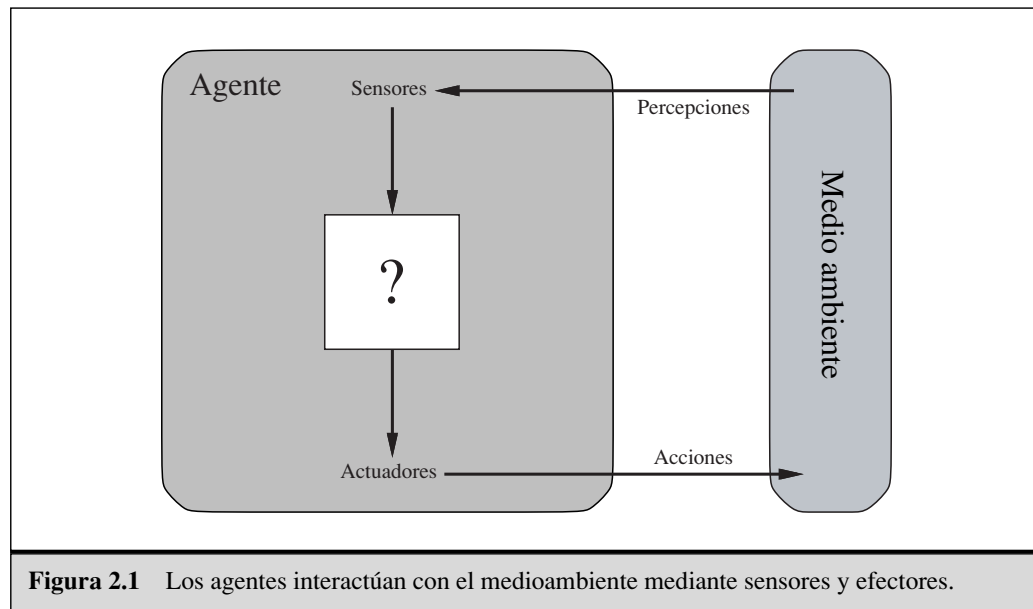 Agente
Sensores
Percepciones
?
Medio ambiente
Actuadores
Acciones
Figura 2.1 Los agentes interactúan con el medioambiente mediante sensores y efectores.